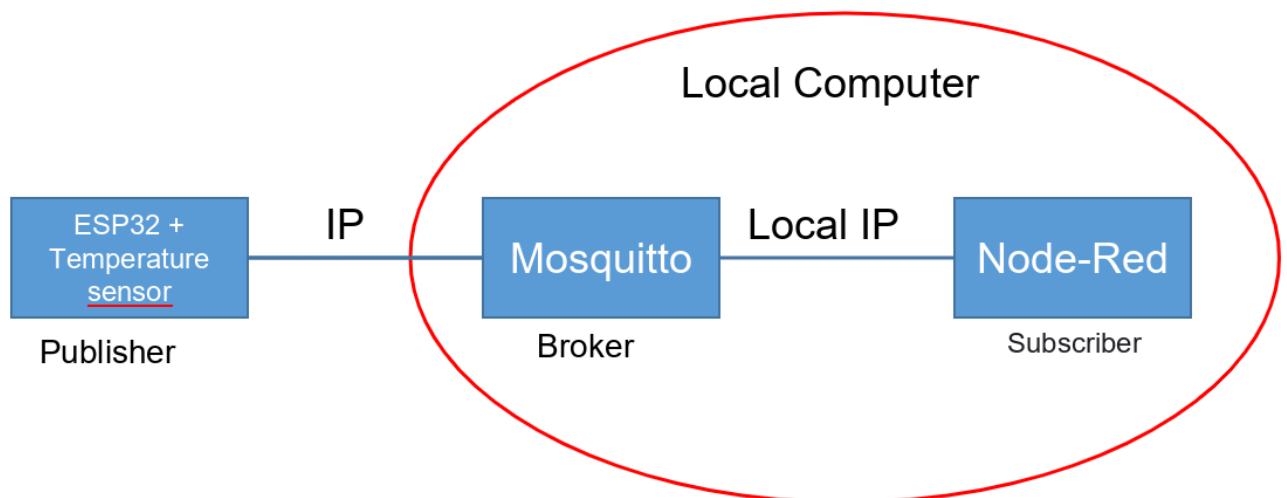 Local Computer
ESP32 +
Temperature
sensor
IP
Mosquitto
Local IP
Node-Red
Publisher
Broker
Subscriber